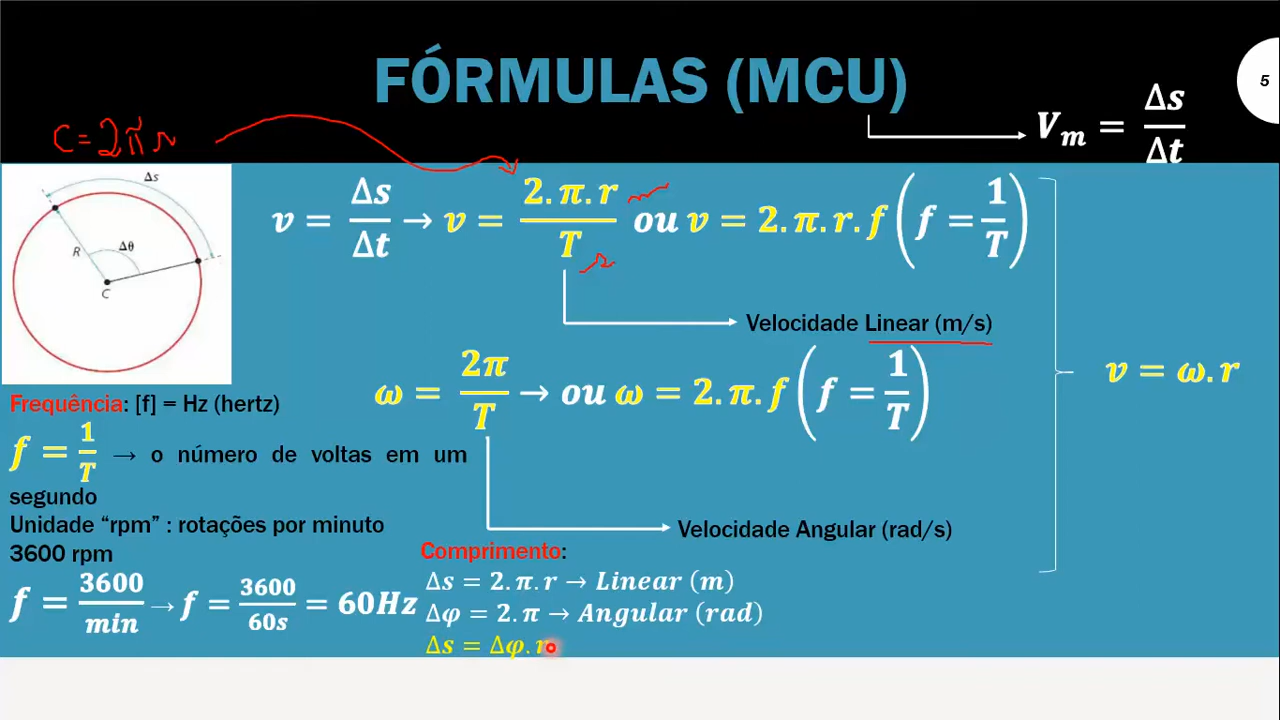 FÓRMULAS (MCU)
5
Vₘ = Δs/Δt
C = 2πr
Δs
R
Δθ
C
v = Δs/Δt → v = 2.π.r/T ou v = 2.π.r.f (f = 1/T)
Velocidade Linear (m/s)
ω = 2π/T → ou ω = 2.π.f (f = 1/T)
v = ω.r
Velocidade Angular (rad/s)
Frequência: [f] = Hz (hertz)
f = 1/T → o número de voltas em um
segundo
Unidade “rpm” : rotações por minuto
3600 rpm
f = 3600/min → f = 3600/60s = 60Hz
Comprimento:
Δs = 2.π.r → Linear (m)
Δφ = 2.π → Angular (rad)
Δs = Δφ.r